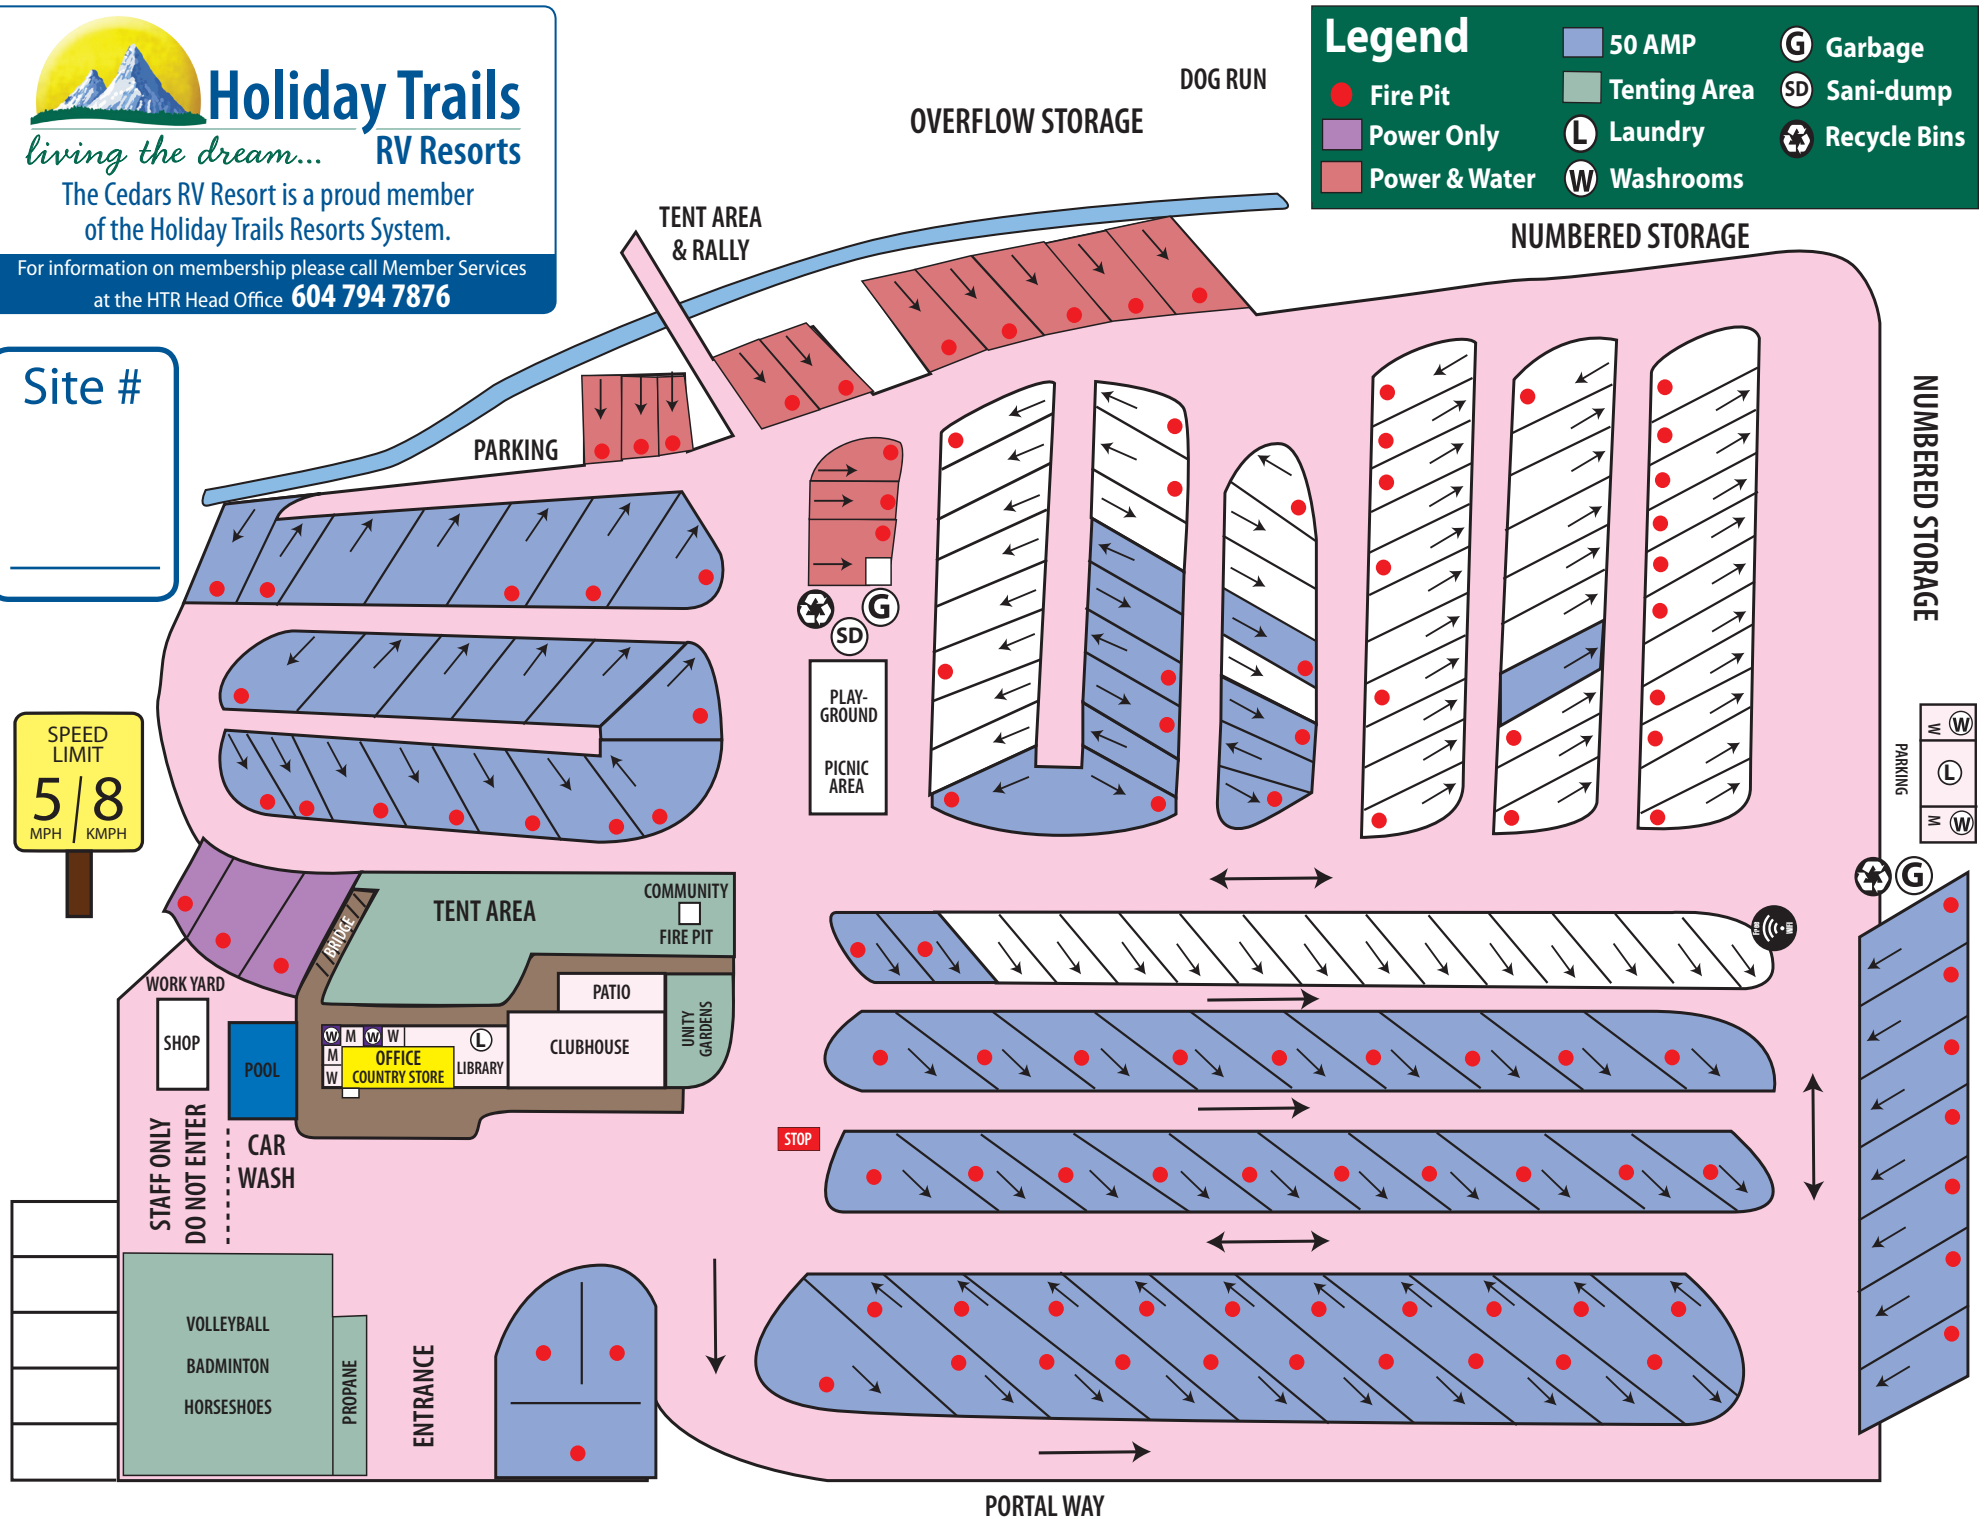 Holiday Trails
living the dream...
RV Resorts
The Cedars RV Resort is a proud member
of the Holiday Trails Resorts System.
For information on membership please call Member Services
at the HTR Head Office 604 794 7876
Legend
Fire Pit
Power Only
Power & Water
50 AMP
Tenting Area
L Laundry
W Washrooms
G Garbage
SD Sani-dump
Recycle Bins
DOG RUN
OVERFLOW STORAGE
TENT AREA
& RALLY
NUMBERED STORAGE
Site #
PARKING
NUMBERED STORAGE
G
SD
PLAY-
GROUND
PICNIC
AREA
SPEED
LIMIT
5/8
MPH KMPH
W W
PARKING
L
M W
G
TENT AREA
COMMUNITY
FIRE PIT
BRIDGE
Free
WiFi
WORK YARD
SHOP
POOL
PATIO
CLUBHOUSE
UNITY
GARDENS
W M W W
M
W
L
LIBRARY
OFFICE
COUNTRY STORE
STAFF ONLY
DO NOT ENTER
CAR
WASH
STOP
VOLLEYBALL
BADMINTON
HORSESHOES
PROPANE
ENTRANCE
PORTAL WAY